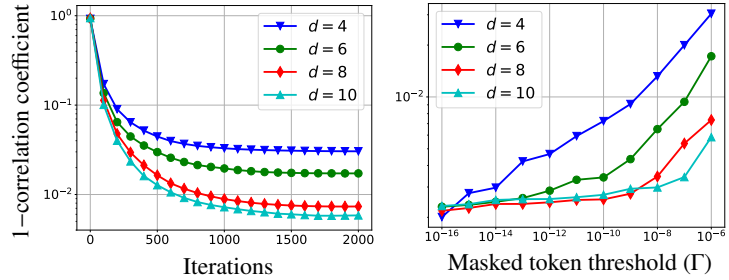 1−correlation coefficient
10⁰
10⁻¹
10⁻²
d = 4
d = 6
d = 8
d = 10
0 500 1000 1500 2000
Iterations
10⁻²
d = 4
d = 6
d = 8
d = 10
10⁻¹⁶ 10⁻¹⁴ 10⁻¹² 10⁻¹⁰ 10⁻⁸ 10⁻⁶
Masked token threshold (Γ)